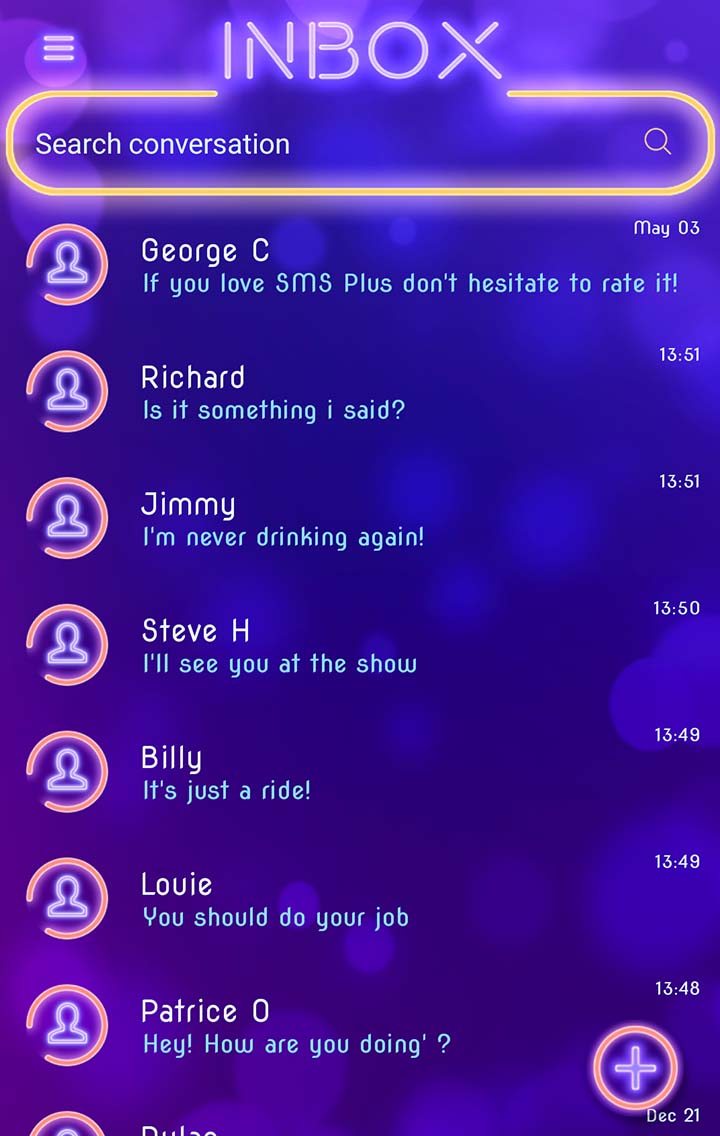 INBOX
Search conversation
May 03
George C
If you love SMS Plus don't hesitate to rate it!
13:51
Richard
Is it something i said?
13:51
Jimmy
I'm never drinking again!
13:50
Steve H
I'll see you at the show
13:49
Billy
It's just a ride!
13:49
Louie
You should do your job
13:48
Patrice O
Hey! How are you doing' ?
Dec 21